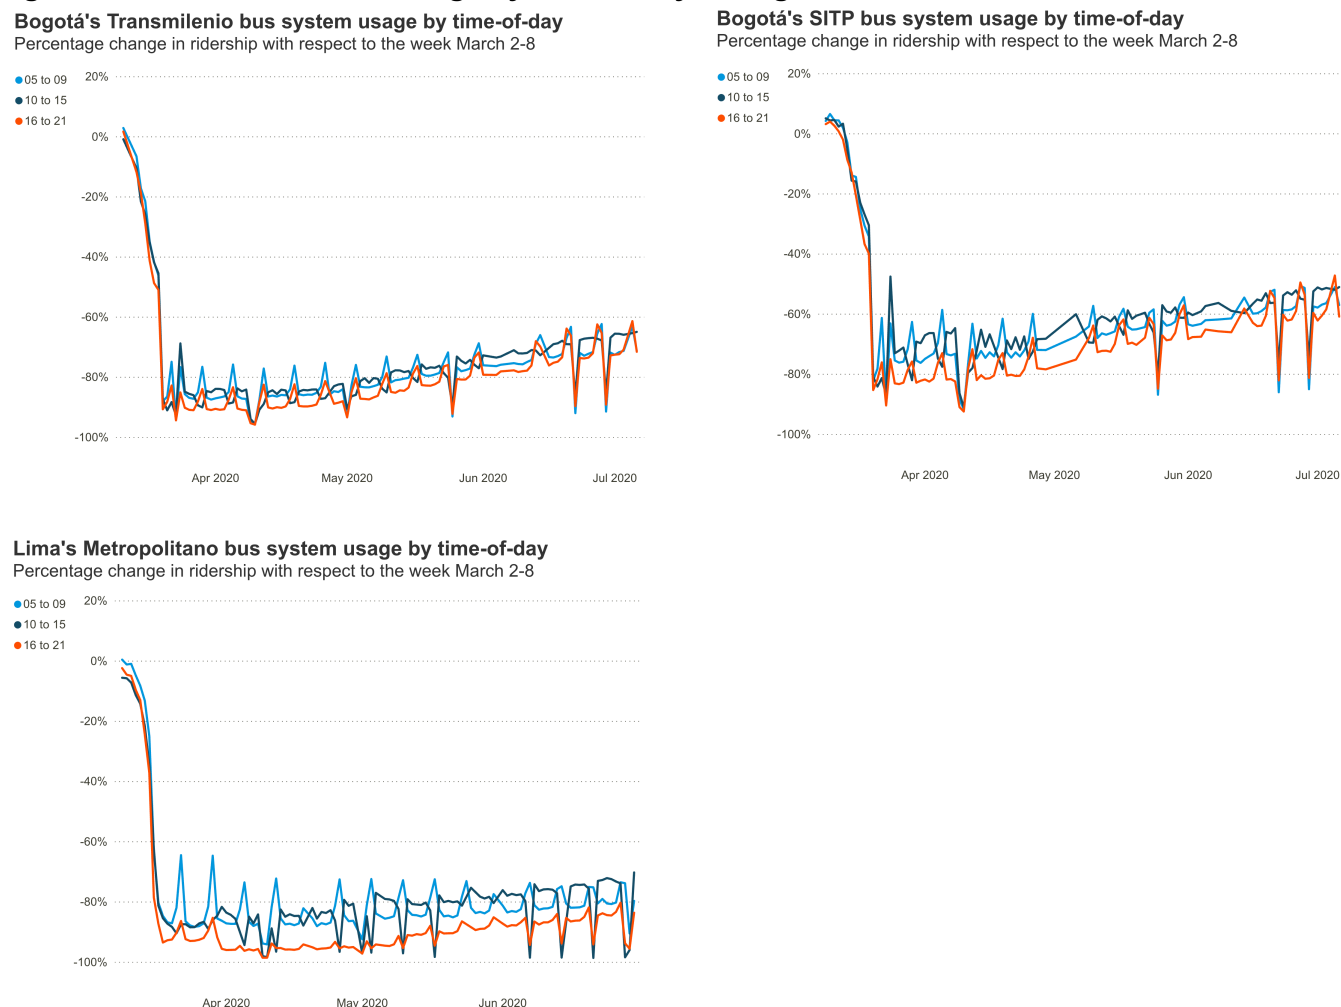 Bogotá's Transmilenio bus system usage by time-of-day
Percentage change in ridership with respect to the week March 2-8
05 to 09
10 to 15
16 to 21
20%
0%
-20%
-40%
-60%
-80%
-100%
Apr 2020
May 2020
Jun 2020
Jul 2020
Bogotá's SITP bus system usage by time-of-day
Percentage change in ridership with respect to the week March 2-8
05 to 09
10 to 15
16 to 21
20%
0%
-20%
-40%
-60%
-80%
-100%
Apr 2020
May 2020
Jun 2020
Jul 2020
Lima's Metropolitano bus system usage by time-of-day
Percentage change in ridership with respect to the week March 2-8
05 to 09
10 to 15
16 to 21
20%
0%
-20%
-40%
-60%
-80%
-100%
Apr 2020
May 2020
Jun 2020